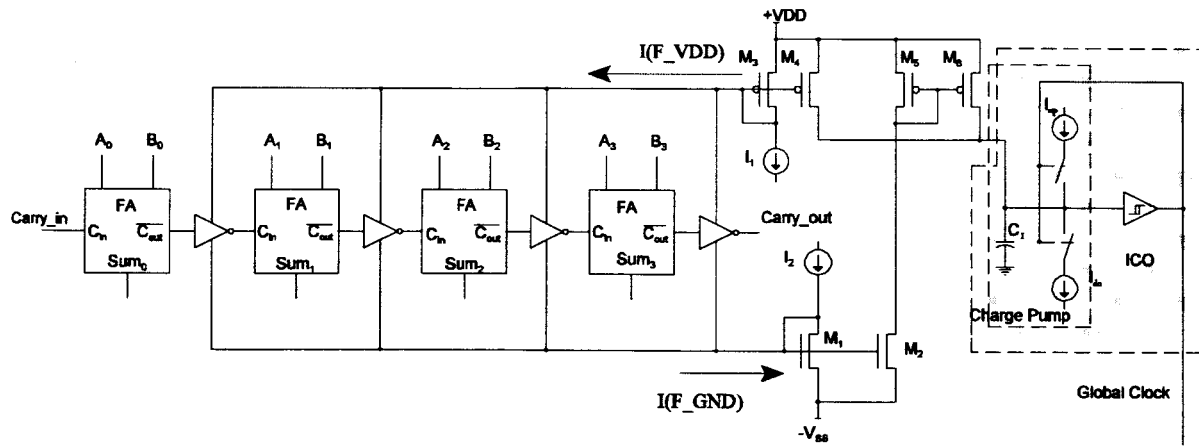 +VDD
I(F_VDD)
M₃ M₄ M₅ M₆
A₀ B₀ A₁ B₁ A₂ B₂ A₃ B₃
I₁
FA FA FA FA
Carry_in Cin Cout Cin Cout Cin Cout Cin Cout Carry_out
Sum₀ Sum₁ Sum₂ Sum₃
I₂
C_I
ICO
Charge Pump
M₁ M₂
I(F_GND)
Global Clock
-Vss